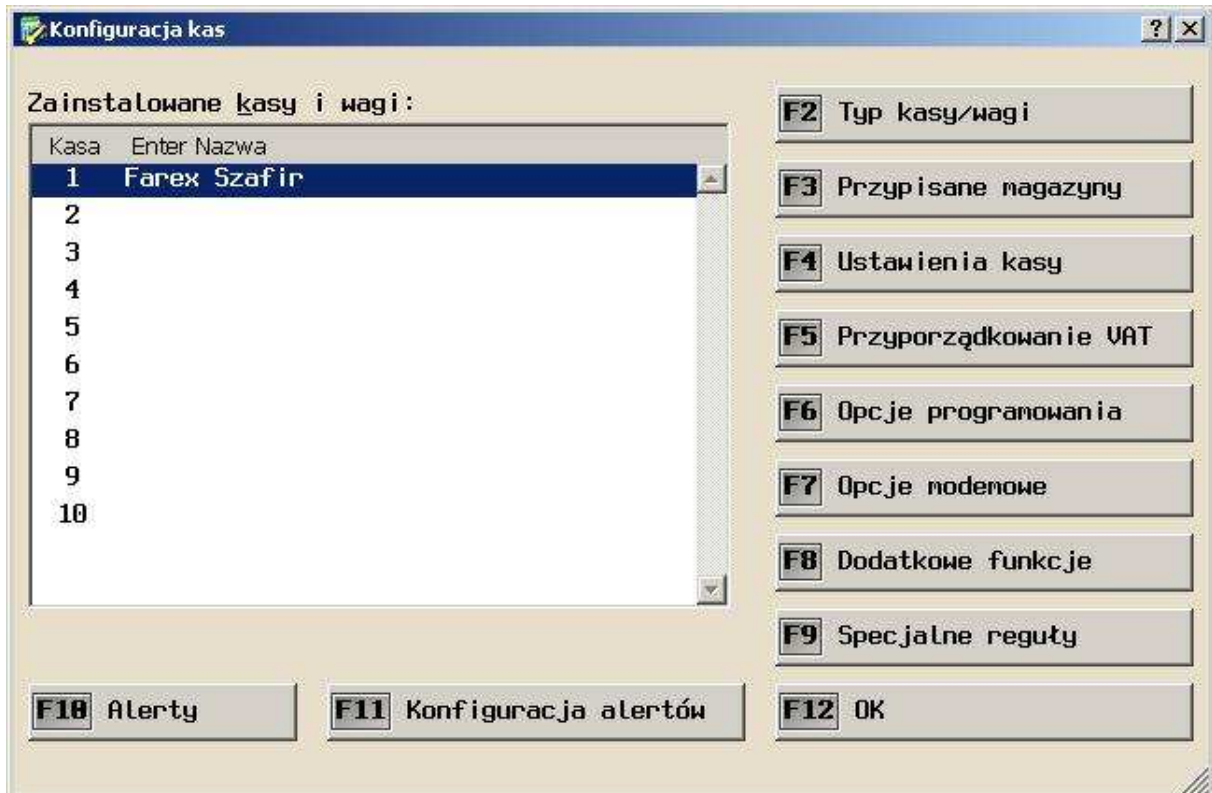 Konfiguracja kas
Zainstalowane kasy i wagi:
Kasa Enter Nazwa
1 Farex Szafir
2
3
4
5
6
7
8
9
10
F2 Typ kasy/wagi
F3 Przypisane magazyny
F4 Ustawienia kasy
F5 Przyporządkowanie VAT
F6 Opcje programowania
F7 Opcje modemowe
F8 Dodatkowe funkcje
F9 Specjalne reguły
F10 Alerty
F11 Konfiguracja alertów
F12 OK